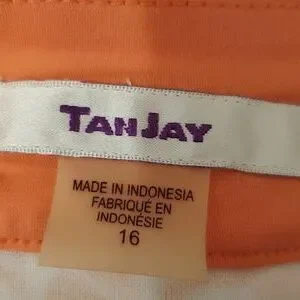 TANJAY
MADE IN INDONESIA
FABRIQUÉ EN
INDONÉSIE
16